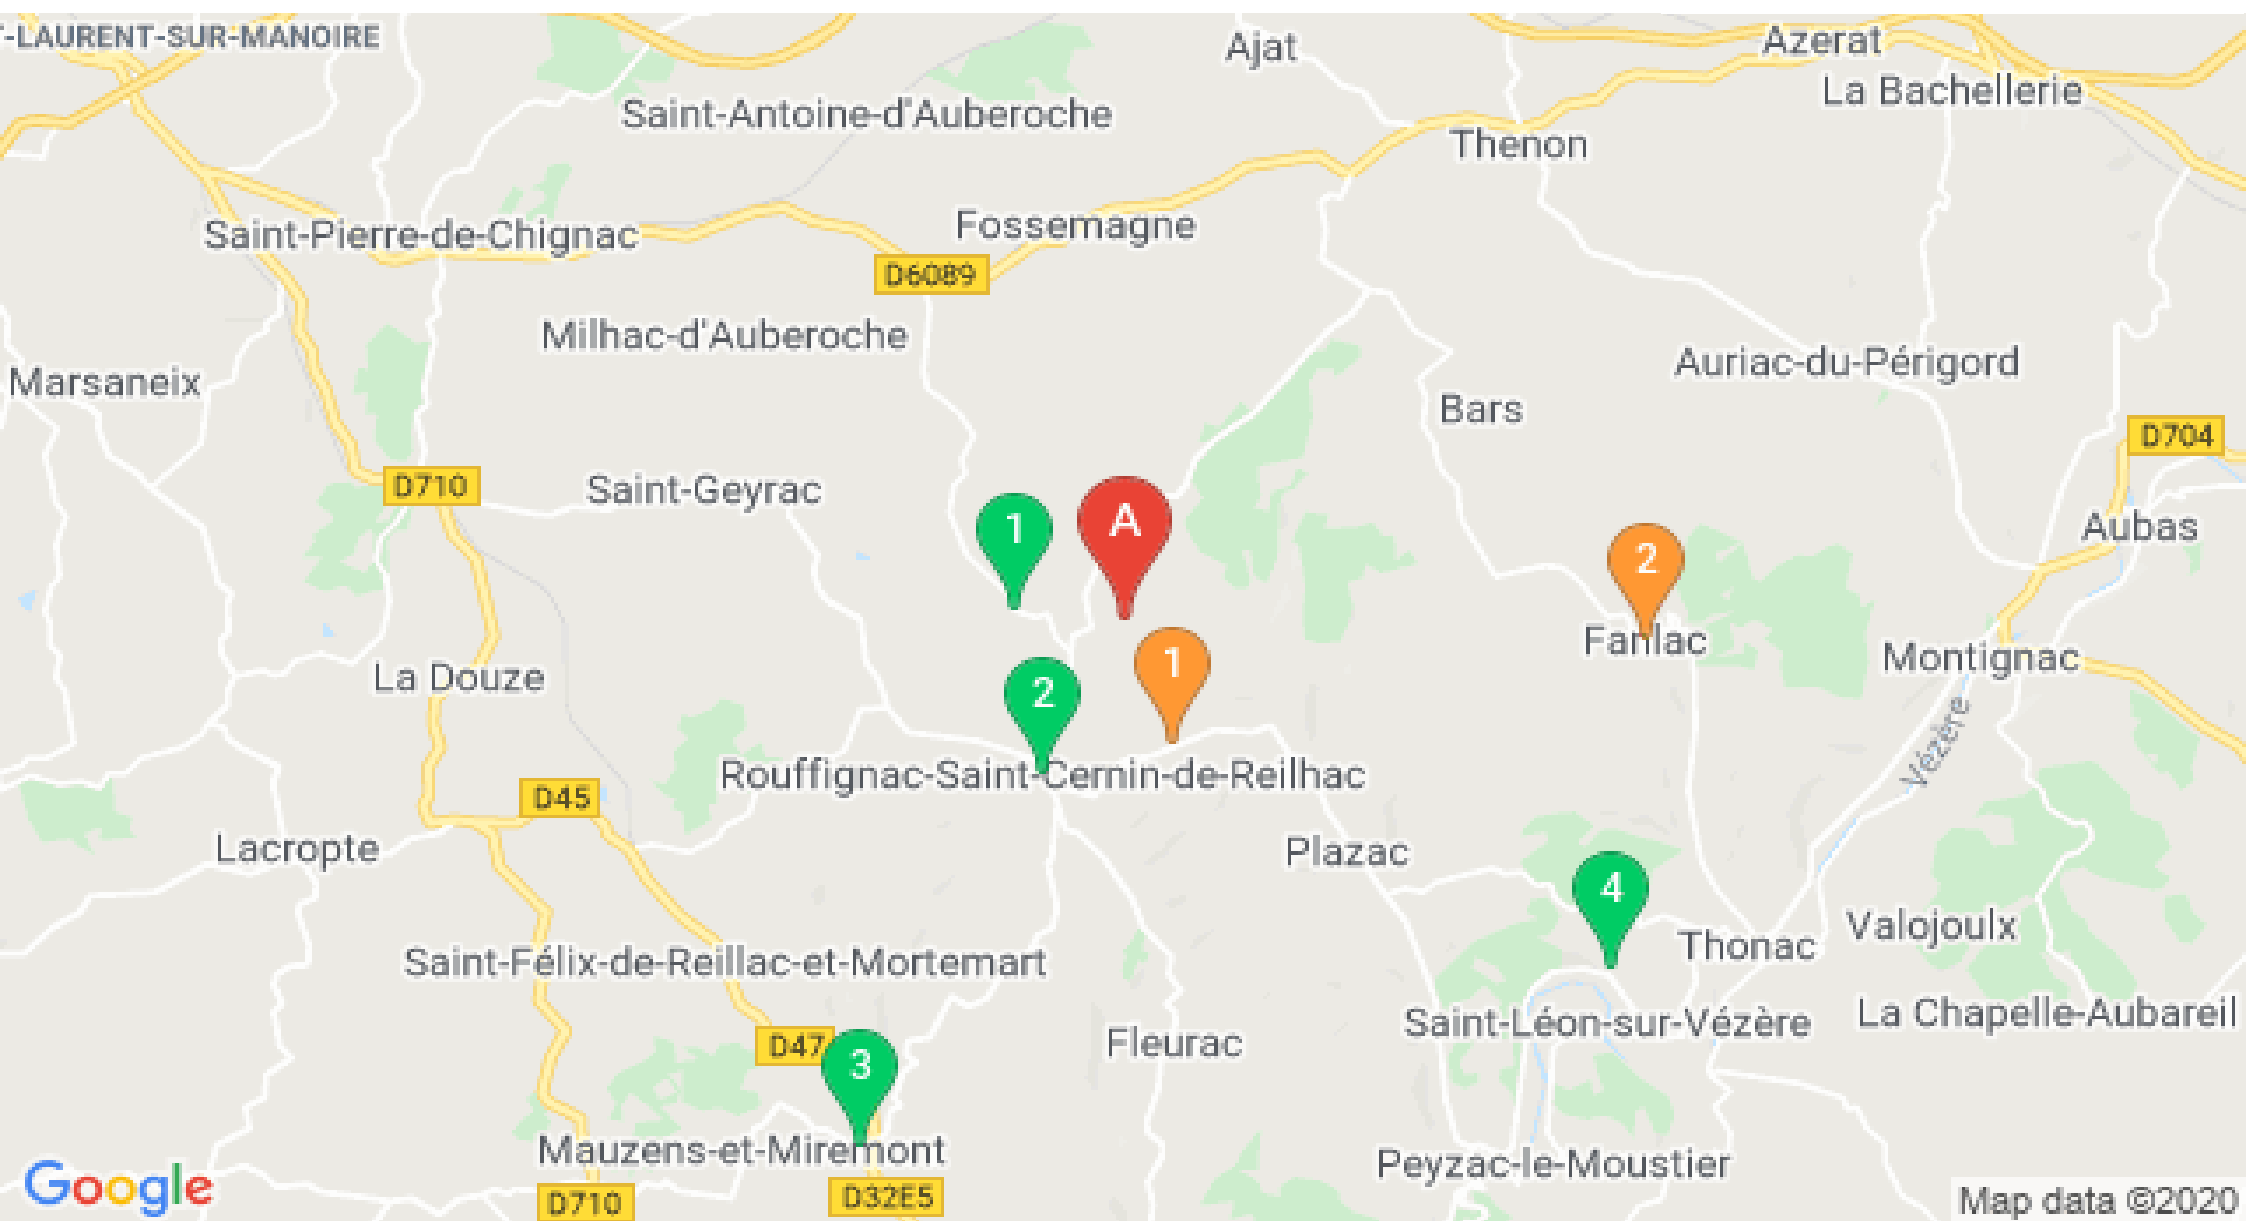 T-LAURENT-SUR-MANOIRE
Ajat
Azerat
La Bachellerie
Saint-Antoine-d'Auberoche
Thenon
Saint-Pierre-de-Chignac
Fossemagne
D6089
Milhac-d'Auberoche
Auriac-du-Périgord
Marsaneix
Bars
D704
D710
Saint-Geyrac
1
A
2
Aubas
Fanlac
Montignac
La Douze
2
1
Vézère
Rouffignac-Saint-Cernin-de-Reilhac
D45
Lacropte
Plazac
4
Valojoulx
Thonac
Saint-Félix-de-Reillac-et-Mortemart
La Chapelle-Aubareil
Saint-Léon-sur-Vézère
D47
3
Fleurac
Mauzens-et-Miremont
Peyzac-le-Moustier
Google
D710
D32E5
Map data ©2020